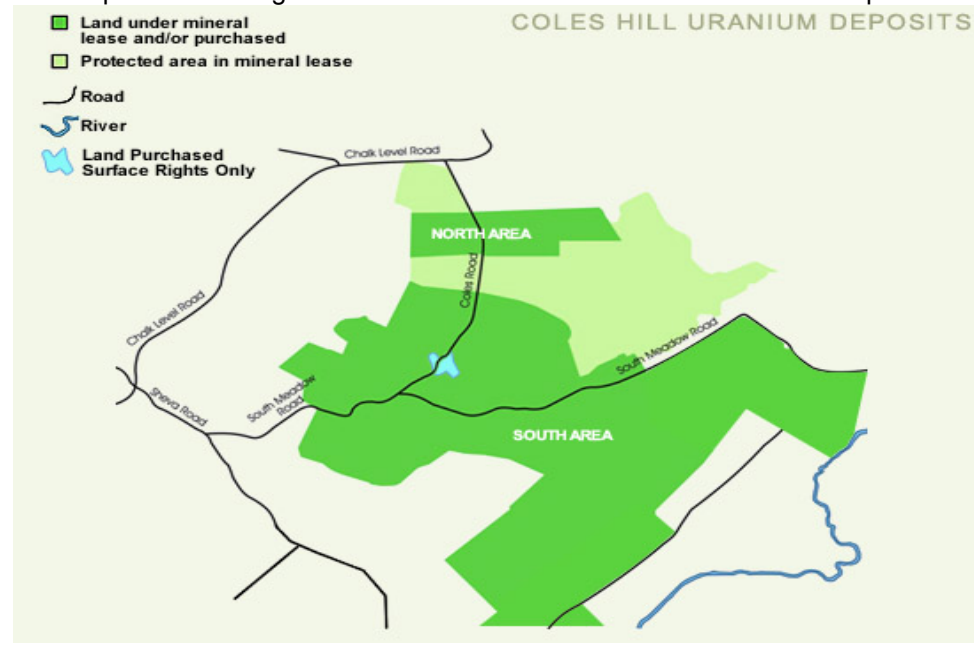 COLES HILL URANIUM DEPOSITS
Land under mineral
lease and/or purchased
Protected area in mineral lease
Road
River
Land Purchased
Surface Rights Only
Chalk Level Road
NORTH AREA
Coles Road
Chalk Level Road
South Meadow Road
Sheva Road
South Meadow
Road
SOUTH AREA